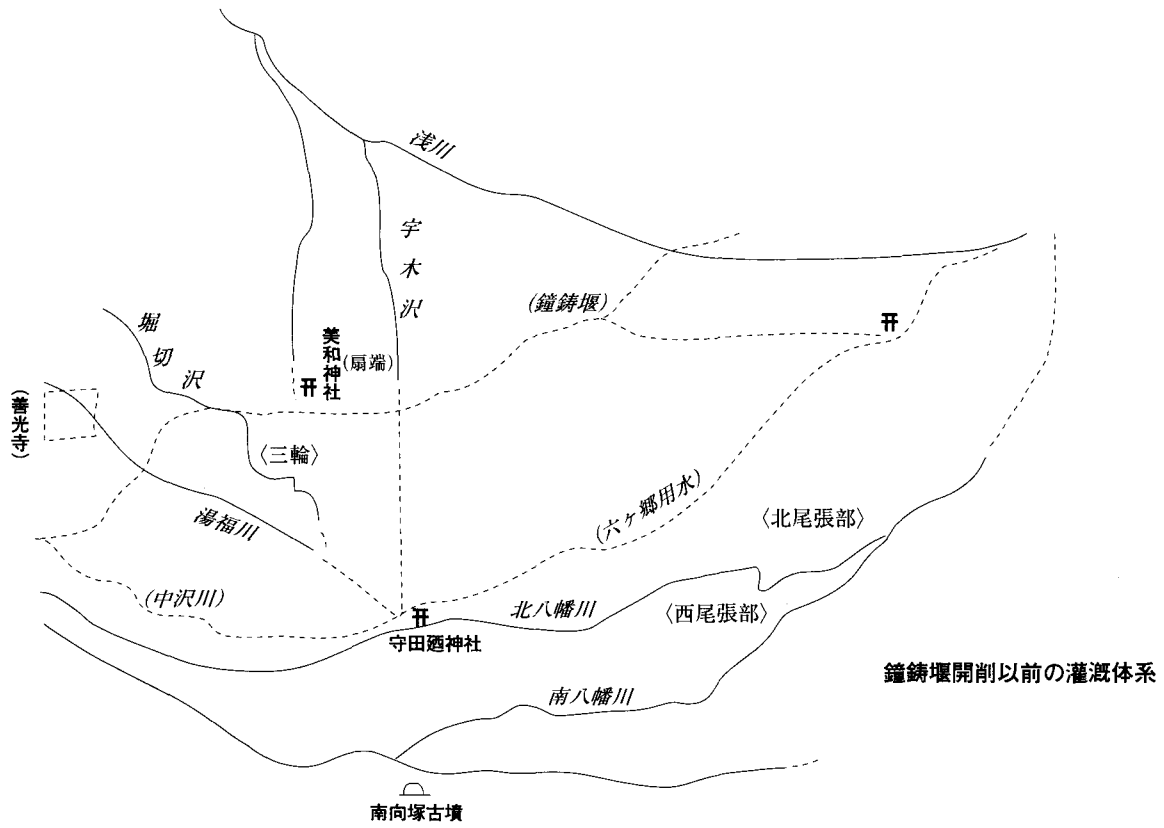 浅川
宇木沢
(鐘鋳堰)
堀切沢
美和神社
(扇端)
(善光寺)
〈三輪〉
湯福川
(六ヶ郷用水)
〈北尾張部〉
(中沢川)
北八幡川
〈西尾張部〉
守田廼神社
鐘鋳堰開削以前の灌漑体系
南八幡川
南向塚古墳